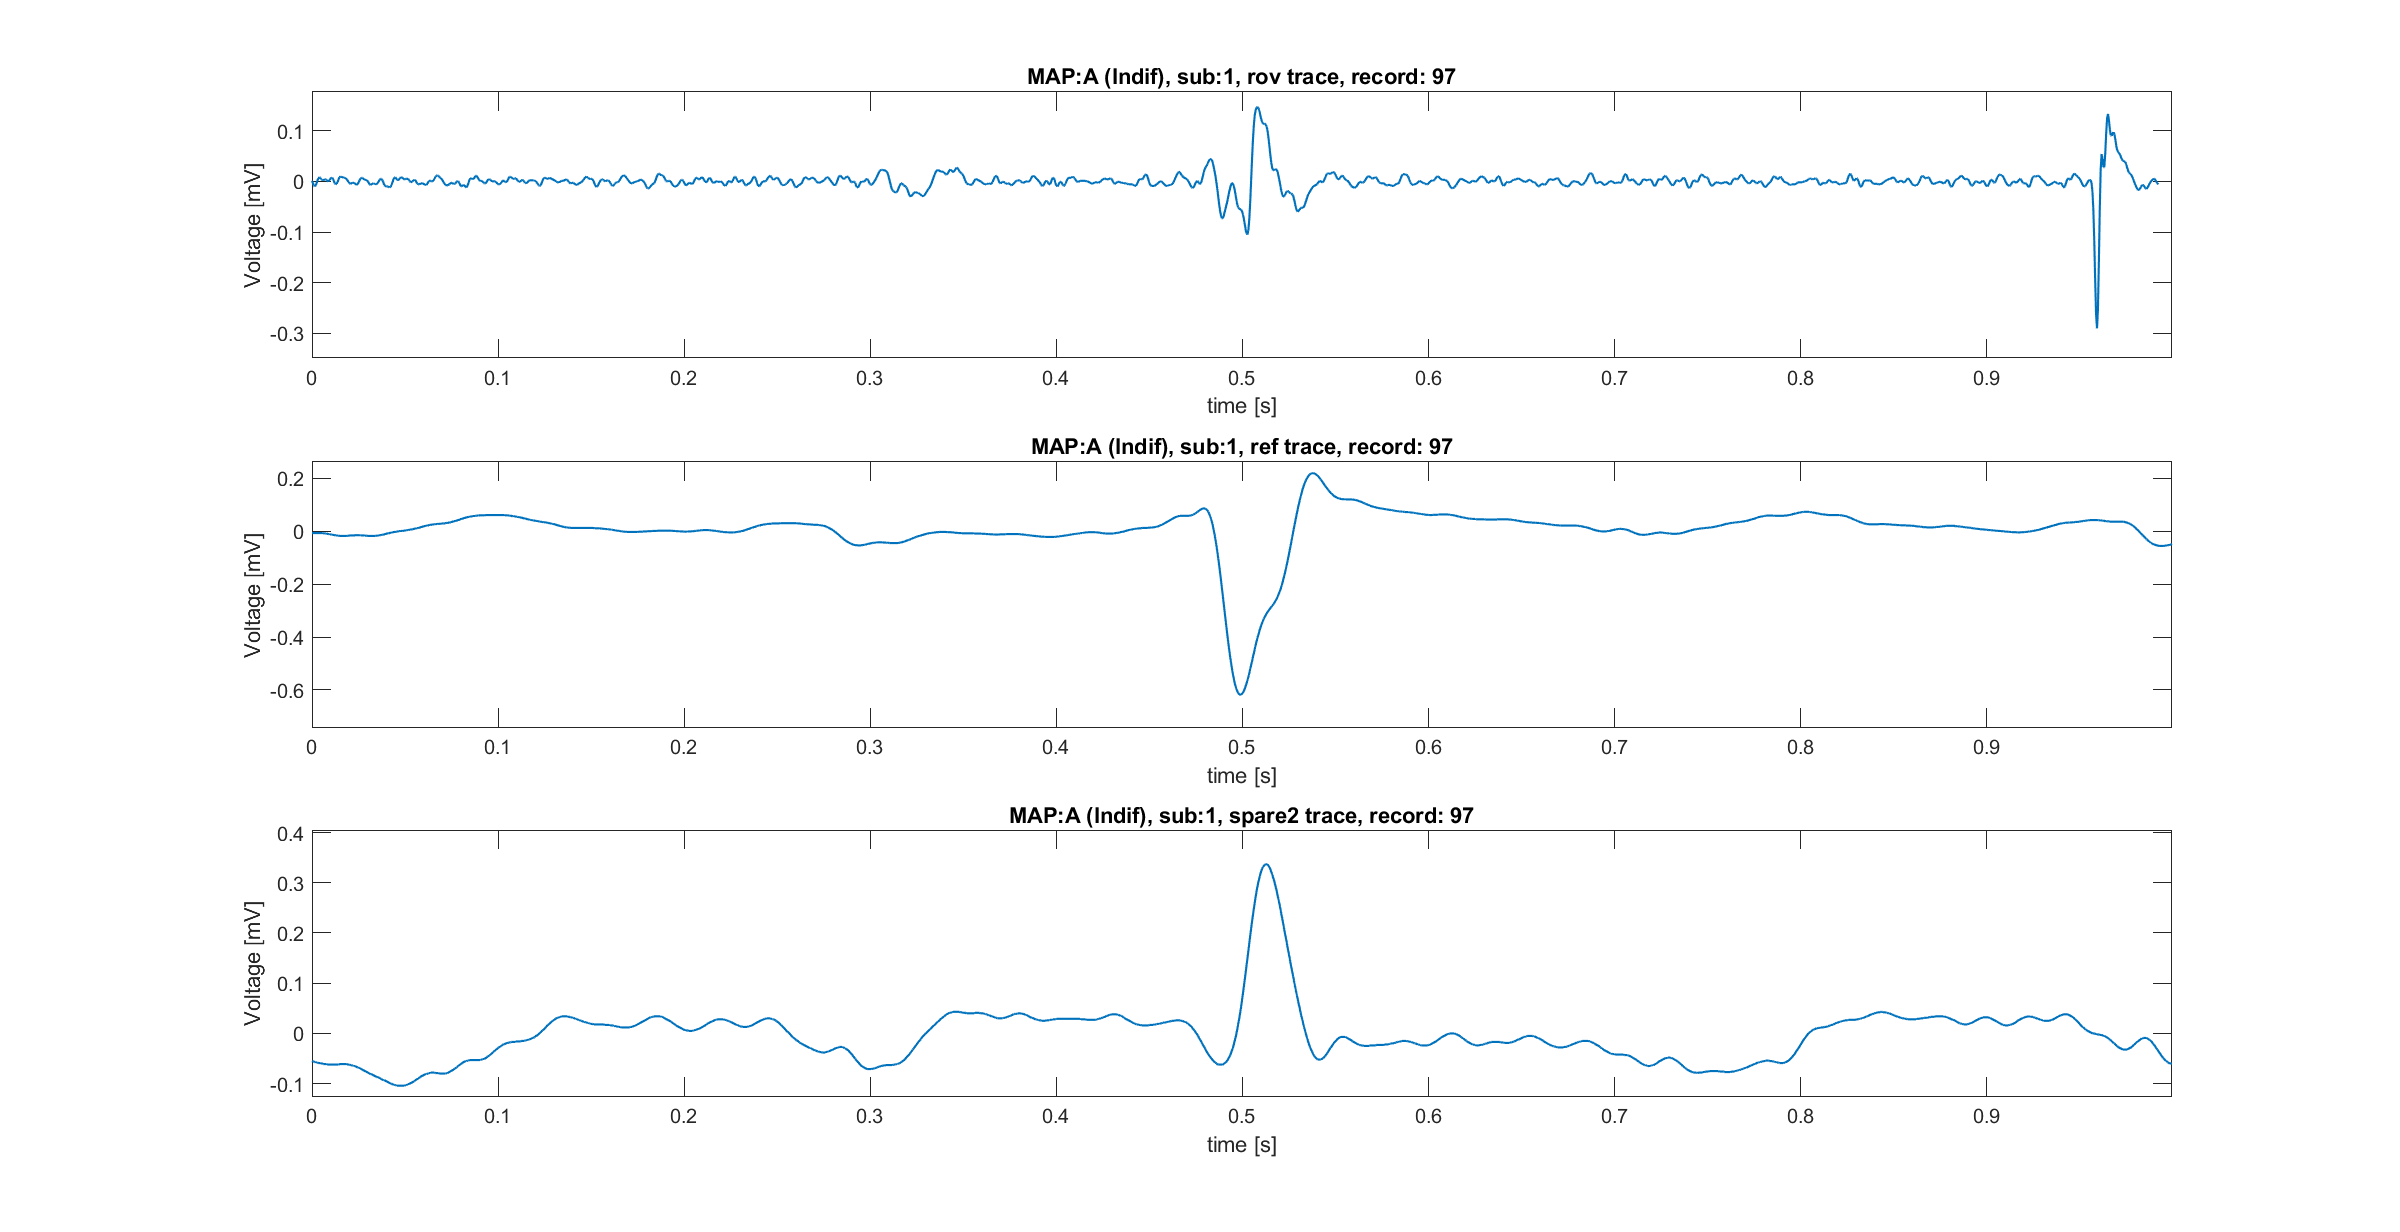 MAP:A (Indif), sub:1, rov trace, record: 97
Voltage [mV]
0.1
0
-0.1
-0.2
-0.3
0 0.1 0.2 0.3 0.4 0.5 0.6 0.7 0.8 0.9
time [s]
MAP:A (Indif), sub:1, ref trace, record: 97
Voltage [mV]
0.2
0
-0.2
-0.4
-0.6
0 0.1 0.2 0.3 0.4 0.5 0.6 0.7 0.8 0.9
time [s]
MAP:A (Indif), sub:1, spare2 trace, record: 97
Voltage [mV]
0.4
0.3
0.2
0.1
0
-0.1
0 0.1 0.2 0.3 0.4 0.5 0.6 0.7 0.8 0.9
time [s]